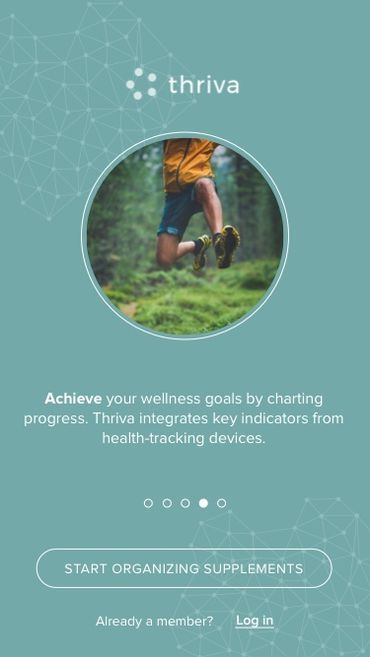 thriva
Achieve your wellness goals by charting
progress. Thriva integrates key indicators from
health-tracking devices.
START ORGANIZING SUPPLEMENTS
Already a member? Log in